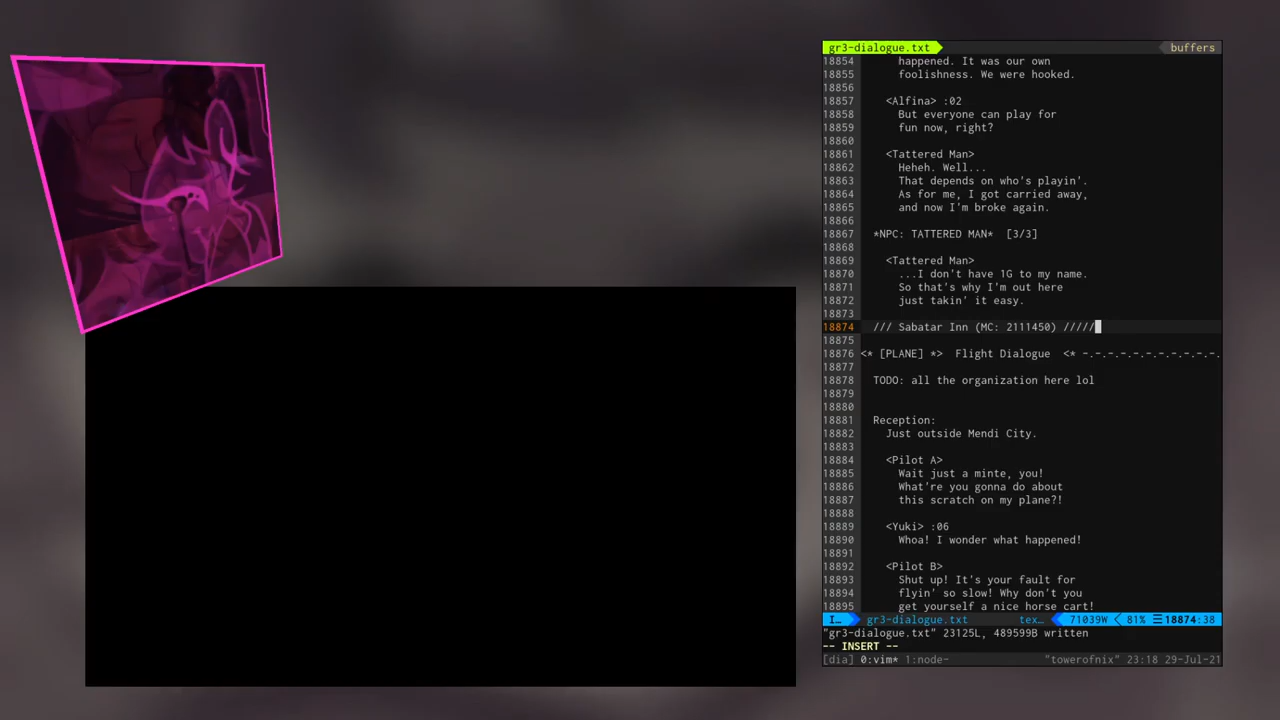 gr3-dialogue.txt buffers
18854 happened. It was our own
18855 foolishness. We were hooked.
18856
18857 <Alfina> :02
18858 But everyone can play for
18859 fun now, right?
18860
18861 <Tattered Man>
18862 Heheh. Well...
18863 That depends on who's playin'.
18864 As for me, I got carried away,
18865 and now I'm broke again.
18866
18867 *NPC: TATTERED MAN* [3/3]
18868
18869 <Tattered Man>
18870 ...I don't have 1G to my name.
18871 So that's why I'm out here
18872 just takin' it easy.
18873
18874 /// Sabatar Inn (MC: 2111450) /////
18875
18876 <* [PLANE] *> Flight Dialogue <* -.-.-.-.-.-.-.-.-.-.-.
18877
18878 TODO: all the organization here lol
18879
18880
18881 Reception:
18882 Just outside Mendi City.
18883
18884 <Pilot A>
18885 Wait just a minte, you!
18886 What're you gonna do about
18887 this scratch on my plane?!
18888
18889 <Yuki> :06
18890 Whoa! I wonder what happened!
18891
18892 <Pilot B>
18893 Shut up! It's your fault for
18894 flyin' so slow! Why don't you
18895 get yourself a nice horse cart!
I… gr3-dialogue.txt tex… 71039W 81% ☰18874:38
"gr3-dialogue.txt" 23125L, 489599B written
-- INSERT --
[dia] 0:vim* 1:node- "towerofnix" 23:18 29-Jul-21